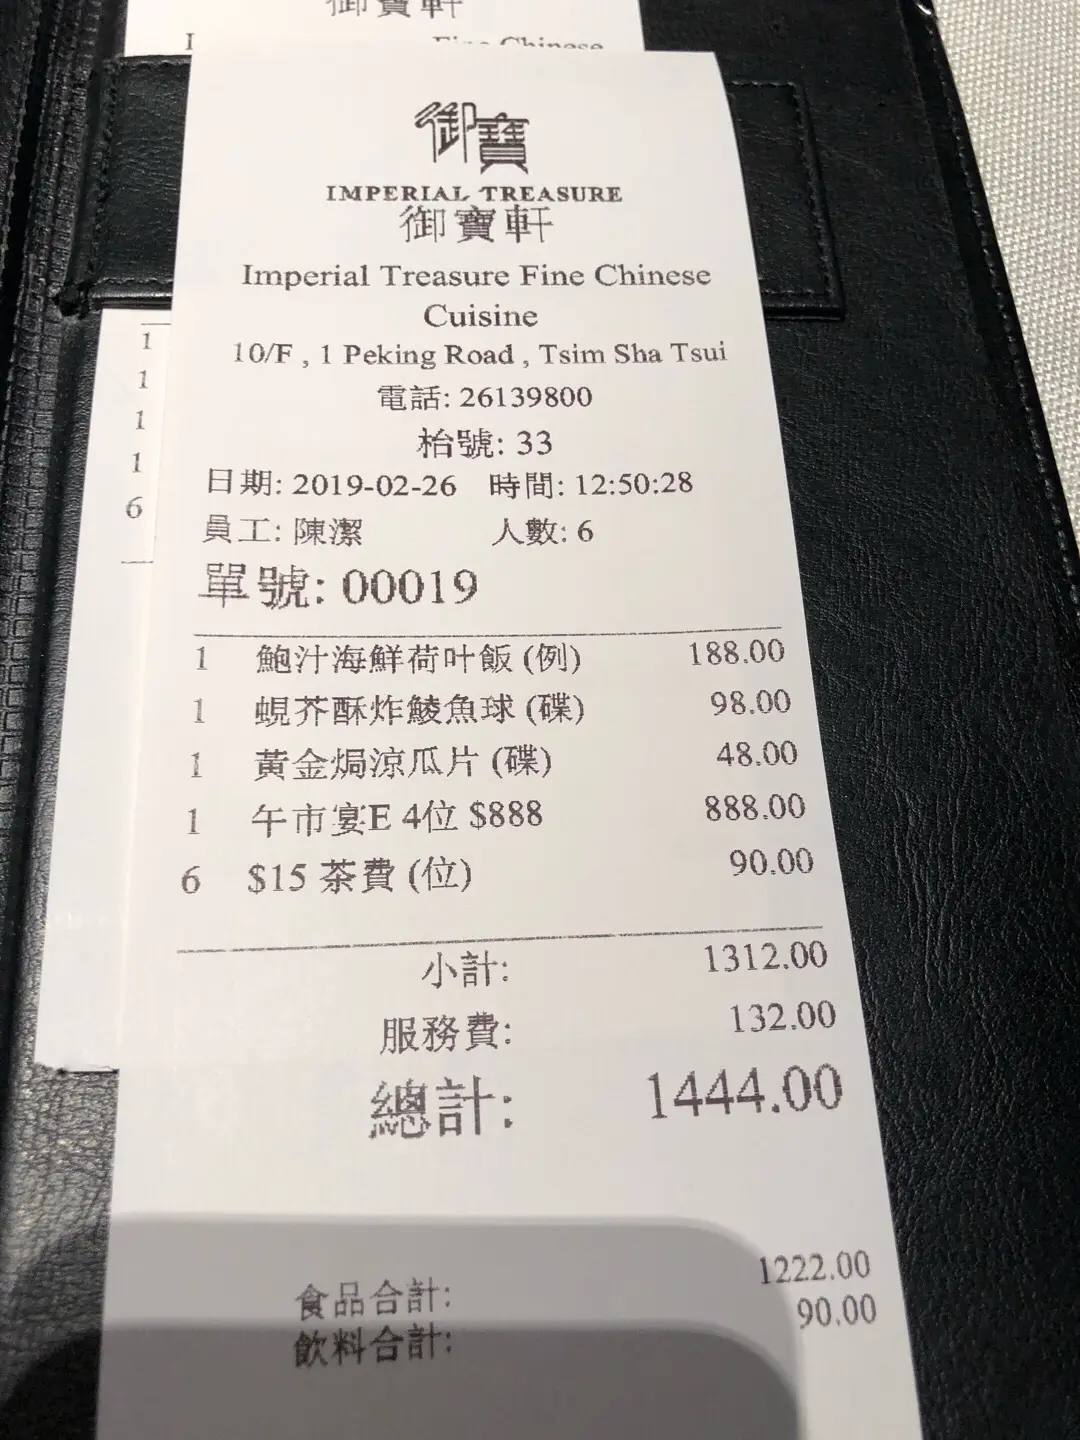 御寶軒
Fine Chinese
御寶
IMPERIAL TREASURE
御寶軒
Imperial Treasure Fine Chinese
Cuisine
10/F , 1 Peking Road , Tsim Sha Tsui
電話: 26139800
枱號: 33
日期: 2019-02-26 時間: 12:50:28
員工: 陳潔 人數: 6
單號: 00019
1 鮑汁海鮮荷叶飯 (例) 188.00
1 蜆芥酥炸鯪魚球 (碟) 98.00
1 黃金焗涼瓜片 (碟) 48.00
1 午市宴E 4位 $888 888.00
6 $15 茶費 (位) 90.00
小計: 1312.00
服務費: 132.00
總計: 1444.00
食品合計: 1222.00
飲料合計: 90.00
1
1
1
1
6